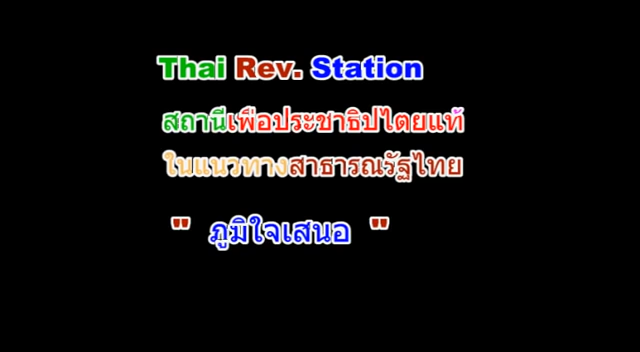 Thai Rev. Station
สถานีเพื่อประชาธิปไตยแท้
ในแนวทางสาธารณรัฐไทย
" ภูมิใจเสนอ "